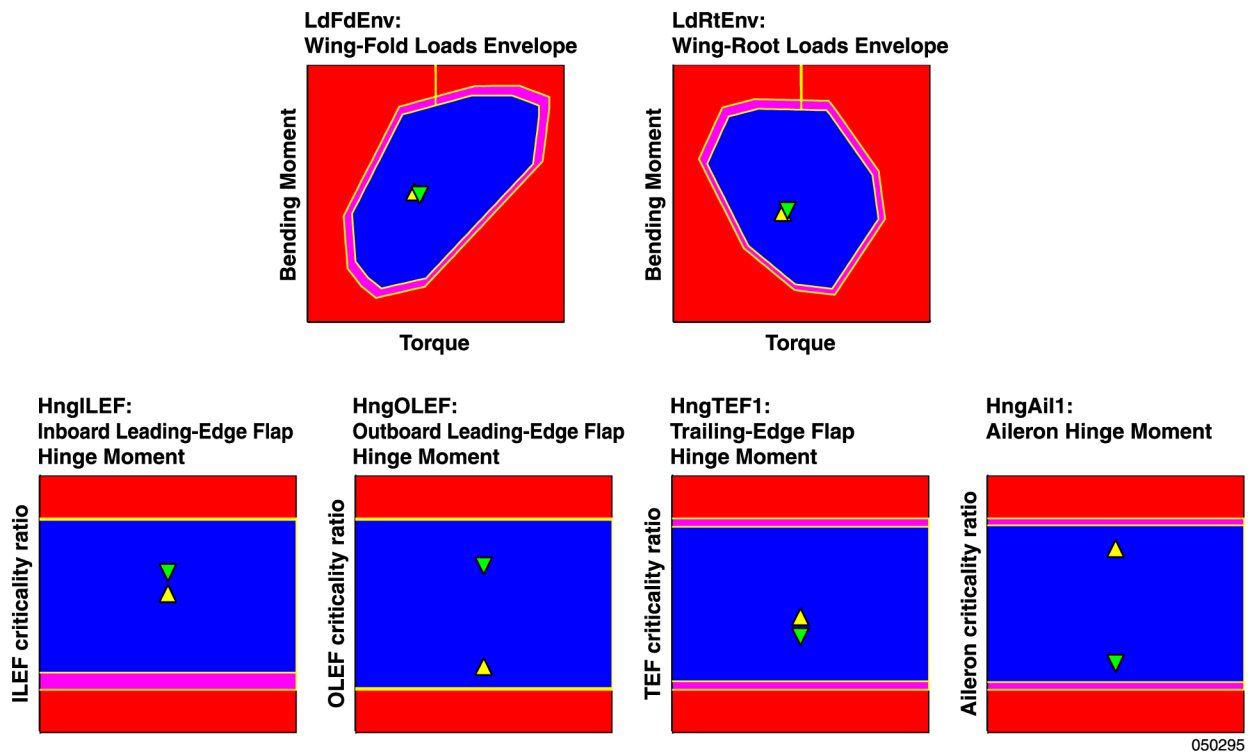 LdFdEnv:
Wing-Fold Loads Envelope
Bending Moment
Torque
LdRtEnv:
Wing-Root Loads Envelope
Bending Moment
Torque
HngILEF:
Inboard Leading-Edge Flap
Hinge Moment
ILEF criticality ratio
HngOLEF:
Outboard Leading-Edge Flap
Hinge Moment
OLEF criticality ratio
HngTEF1:
Trailing-Edge Flap
Hinge Moment
TEF criticality ratio
HngAil1:
Aileron Hinge Moment
Aileron criticality ratio
050295